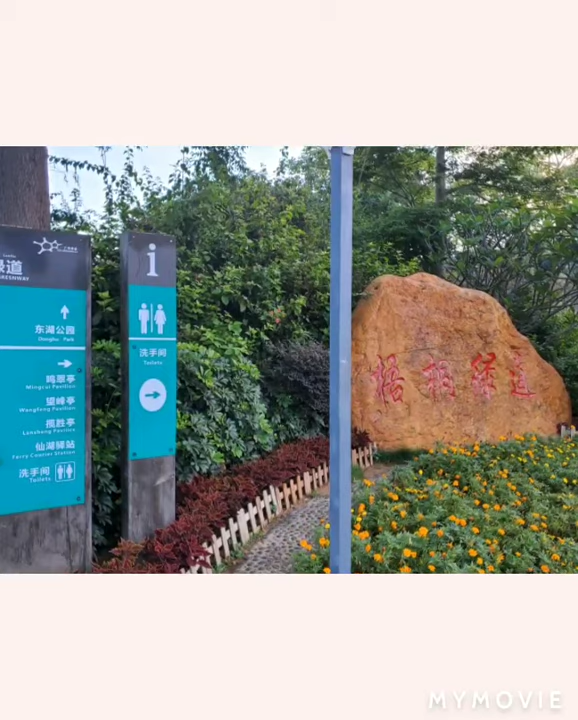 绿道
GREENWAY
东湖公园
Donghu Park
鸣翠亭
Mingcui Pavilion
望峰亭
Wangfeng Pavilion
揽胜亭
Lansheng Pavilion
仙湖驿站
Fairy Courier Station
洗手间
Toilets
i
洗手间
Toilets
梧桐绿道
MYMOVIE